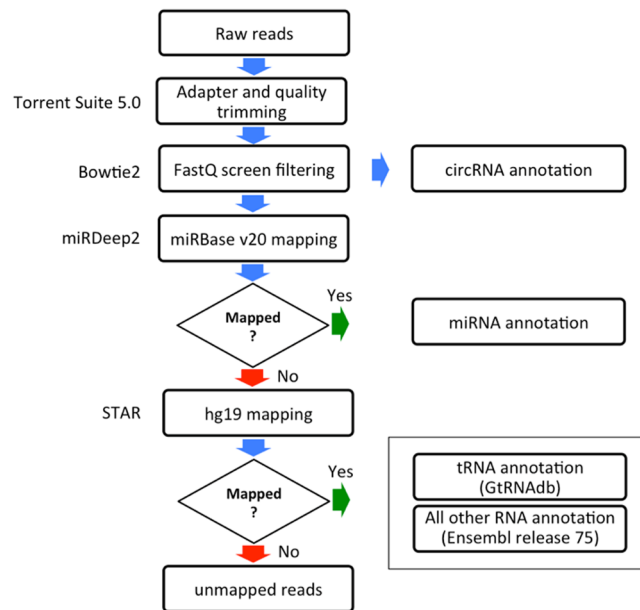 Raw reads
Torrent Suite 5.0
Adapter and quality
trimming
Bowtie2
FastQ screen filtering
circRNA annotation
miRDeep2
miRBase v20 mapping
Yes
Mapped
?
miRNA annotation
No
STAR
hg19 mapping
Yes
Mapped
?
tRNA annotation
(GtRNAdb)
All other RNA annotation
(Ensembl release 75)
No
unmapped reads